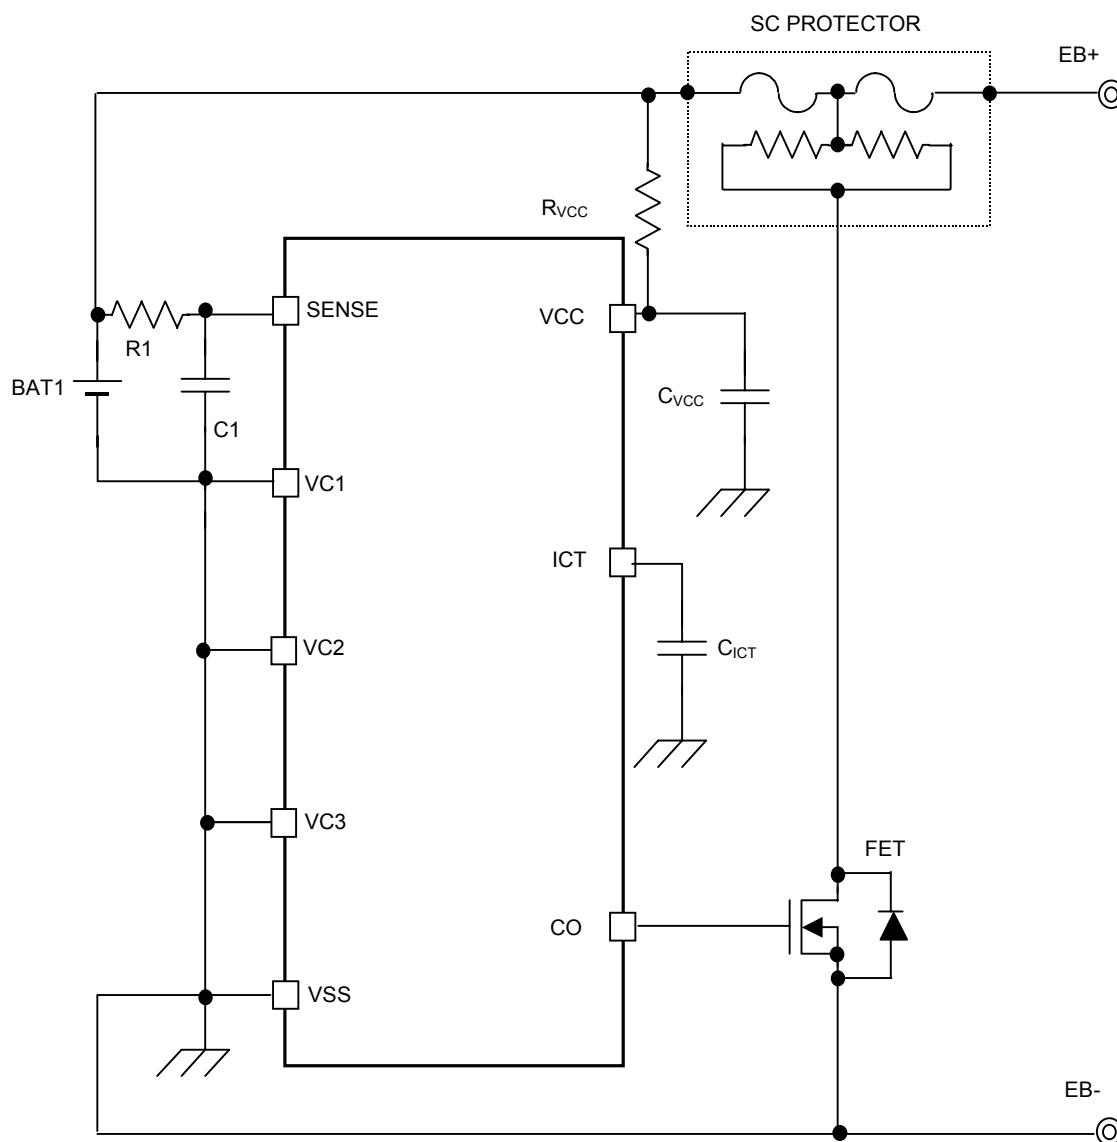 SC PROTECTOR
EB+
RVCC
SENSE
VCC
R1
BAT1
CVCC
C1
VC1
ICT
VC2
CICT
VC3
FET
CO
VSS
EB-